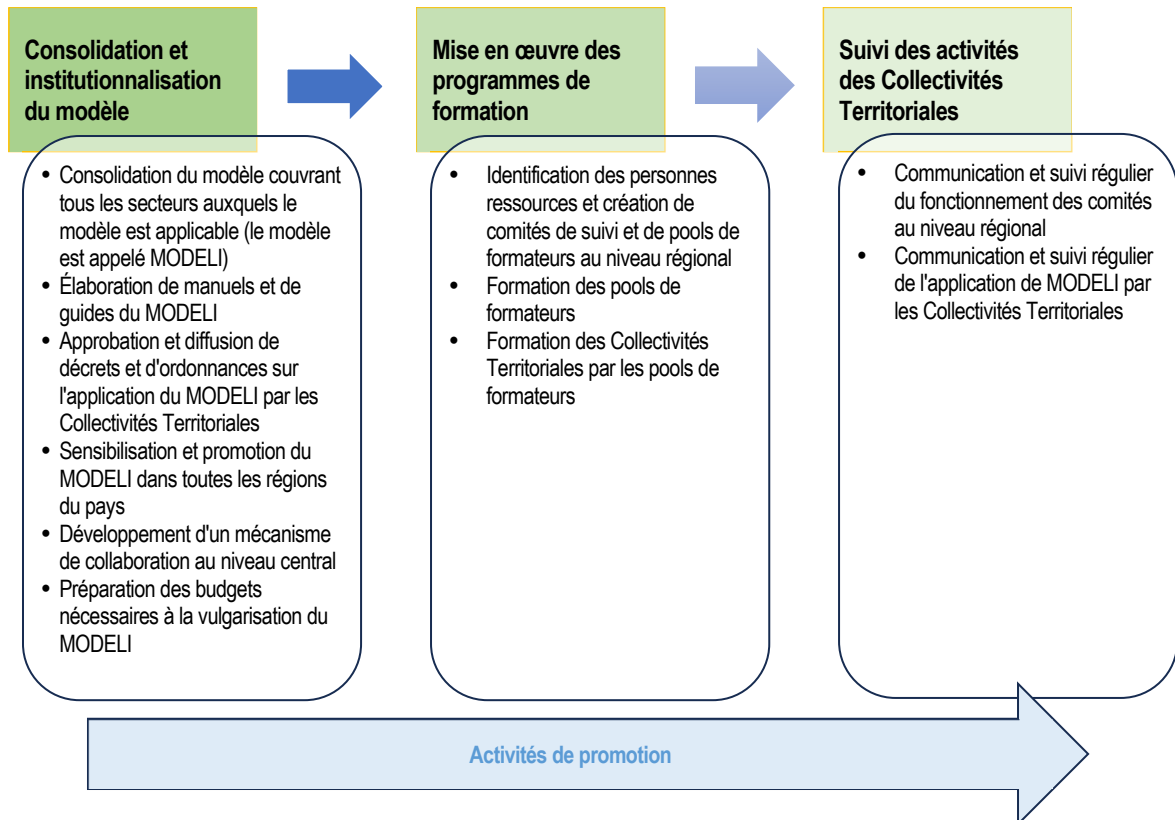 Consolidation et
institutionnalisation
du modèle
• Consolidation du modèle couvrant
tous les secteurs auxquels le
modèle est applicable (le modèle
est appelé MODELI)
• Élaboration de manuels et de
guides du MODELI
• Approbation et diffusion de
décrets et d'ordonnances sur
l'application du MODELI par les
Collectivités Territoriales
• Sensibilisation et promotion du
MODELI dans toutes les régions
du pays
• Développement d'un mécanisme
de collaboration au niveau central
• Préparation des budgets
nécessaires à la vulgarisation du
MODELI
Mise en œuvre des
programmes de
formation
• Identification des personnes
ressources et création de
comités de suivi et de pools de
formateurs au niveau régional
• Formation des pools de
formateurs
• Formation des Collectivités
Territoriales par les pools de
formateurs
Suivi des activités
des Collectivités
Territoriales
• Communication et suivi régulier
du fonctionnement des comités
au niveau régional
• Communication et suivi régulier
de l'application de MODELI par
les Collectivités Territoriales
Activités de promotion